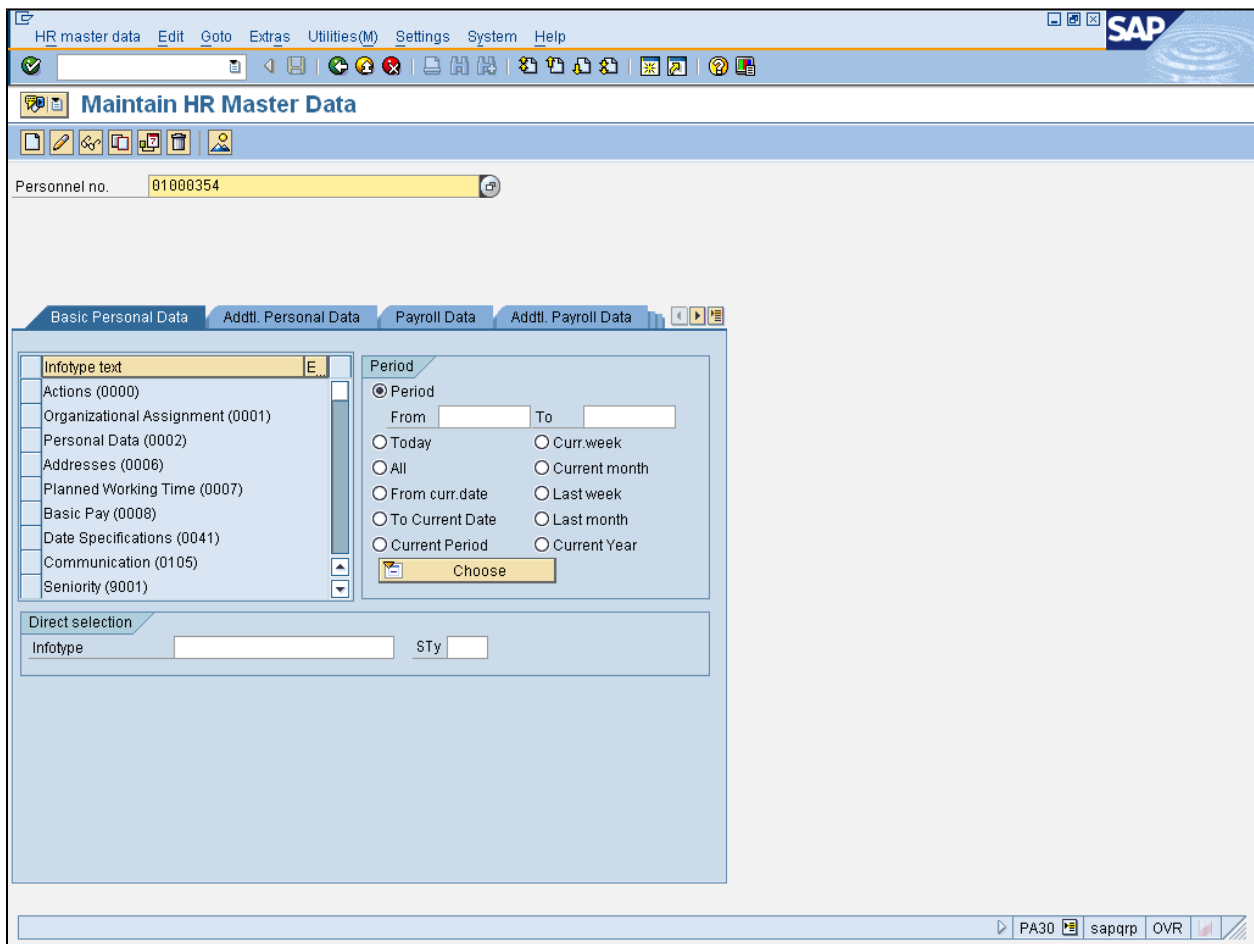 HR master data Edit Goto Extras Utilities(M) Settings System Help
SAP
Maintain HR Master Data
Personnel no. 01000354
Basic Personal Data Addtl. Personal Data Payroll Data Addtl. Payroll Data
Infotype text E..
Actions (0000)
Organizational Assignment (0001)
Personal Data (0002)
Addresses (0006)
Planned Working Time (0007)
Basic Pay (0008)
Date Specifications (0041)
Communication (0105)
Seniority (9001)
Period
Period
From To
Today Curr.week
All Current month
From curr.date Last week
To Current Date Last month
Current Period Current Year
Choose
Direct selection
Infotype STy
PA30 sapqrp OVR